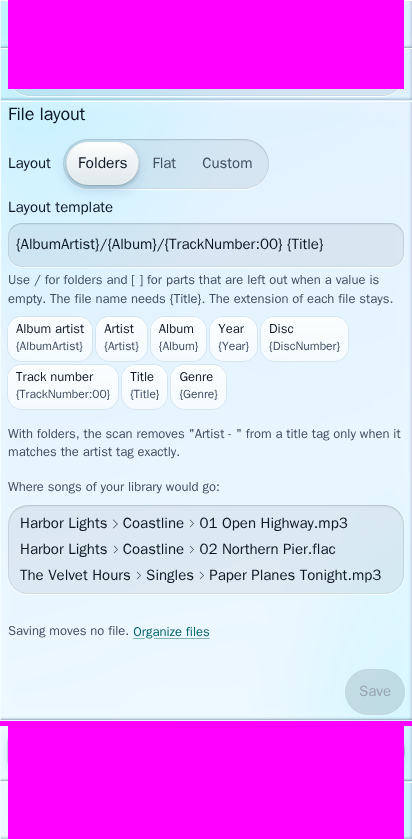 File layout
Layout Folders Flat Custom
Layout template
{AlbumArtist}/{Album}/{TrackNumber:00} {Title}
Use / for folders and [ ] for parts that are left out when a value is
empty. The file name needs {Title}. The extension of each file stays.
Album artist Artist Album Year Disc
{AlbumArtist} {Artist} {Album} {Year} {DiscNumber}
Track number Title Genre
{TrackNumber:00} {Title} {Genre}
With folders, the scan removes "Artist - " from a title tag only when it
matches the artist tag exactly.
Where songs of your library would go:
Harbor Lights > Coastline > 01 Open Highway.mp3
Harbor Lights > Coastline > 02 Northern Pier.flac
The Velvet Hours > Singles > Paper Planes Tonight.mp3
Saving moves no file. Organize files
Save